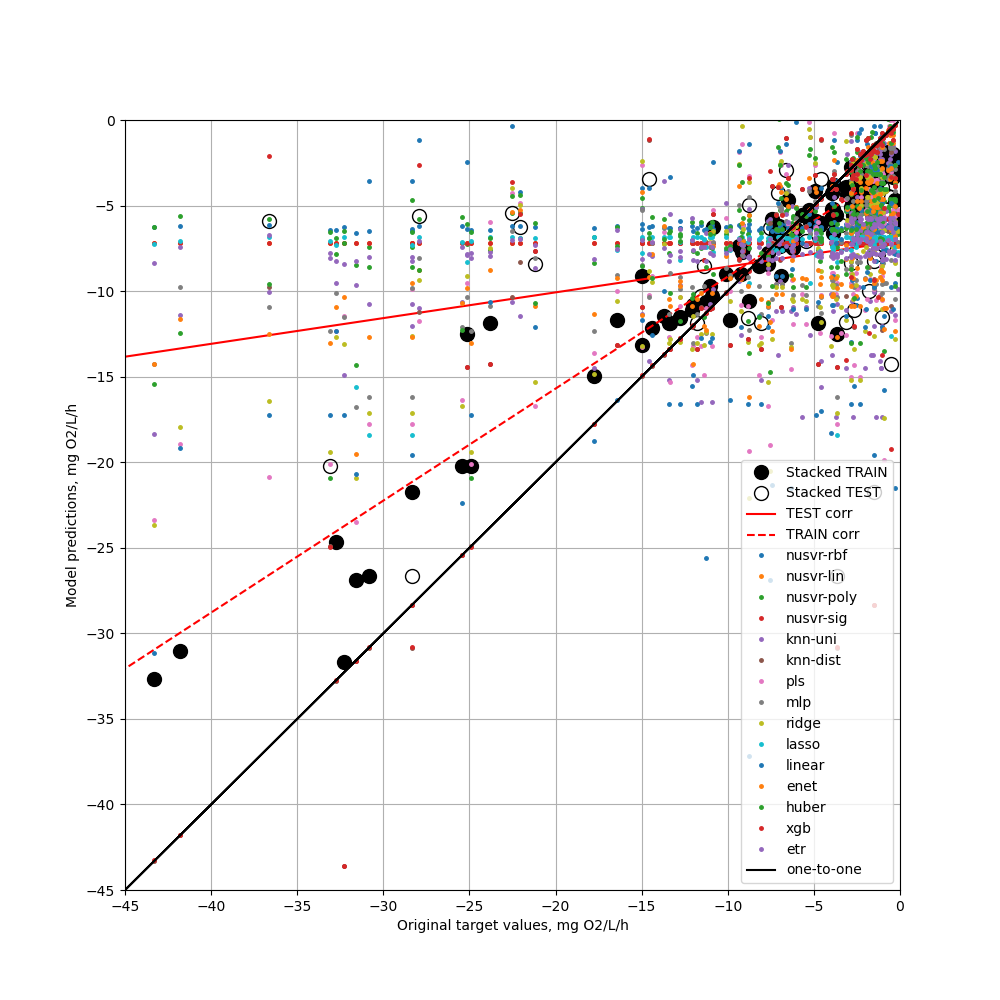 0
−5
−10
−15
−20
−25
−30
−35
−40
−45
Model predictions, mg O2/L/h
−45 −40 −35 −30 −25 −20 −15 −10 −5 0
Original target values, mg O2/L/h
Stacked TRAIN
Stacked TEST
TEST corr
TRAIN corr
nusvr-rbf
nusvr-lin
nusvr-poly
nusvr-sig
knn-uni
knn-dist
pls
mlp
ridge
lasso
linear
enet
huber
xgb
etr
one-to-one